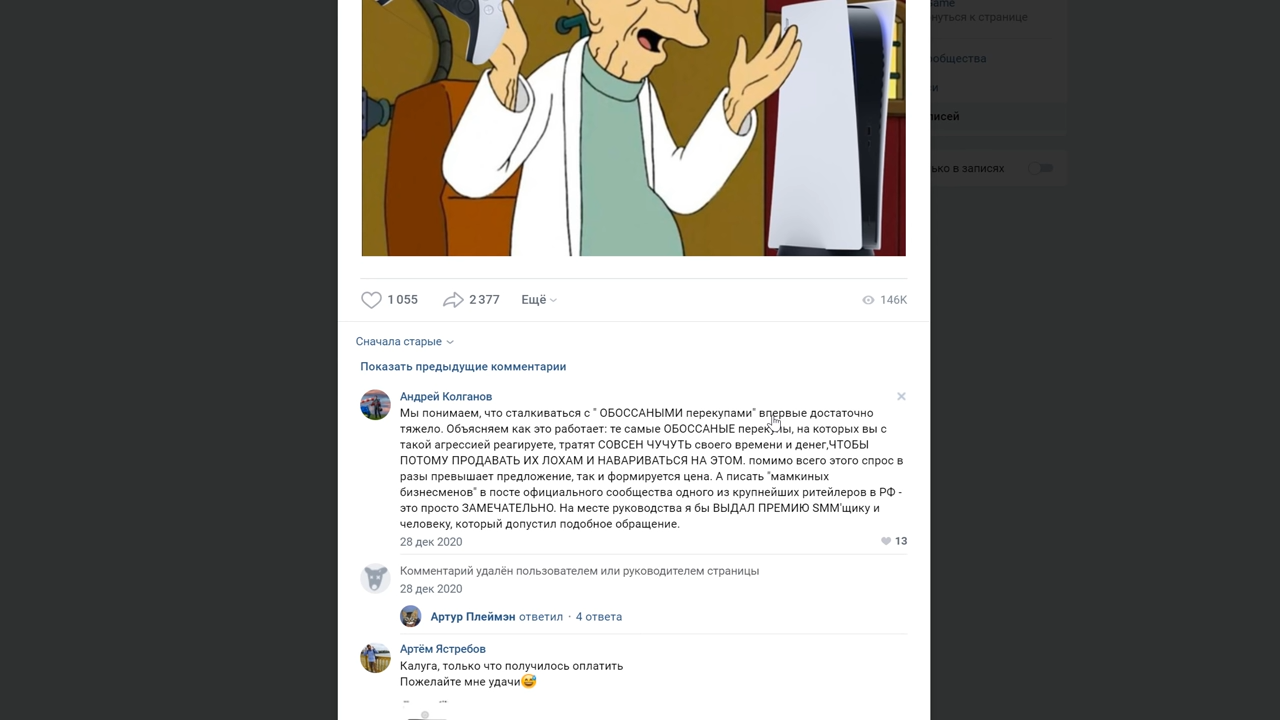 нуться к странице
1 055
2 377
Ещё
146K
Сначала старые
Показать предыдущие комментарии
Андрей Колганов
Мы понимаем, что сталкиваться с " ОБОССАНЫМИ перекупами" впервые достаточно
тяжело. Объясняем как это работает: те самые ОБОССАНЫЕ перекупы, на которых вы с
такой агрессией реагируете, тратят СОВСЕН ЧУЧУТЬ своего времени и денег,ЧТОБЫ
ПОТОМУ ПРОДАВАТЬ ИХ ЛОХАМ И НАВАРИВАТЬСЯ НА ЭТОМ. помимо всего этого спрос в
разы превышает предложение, так и формируется цена. А писать "мамкиных
бизнесменов" в посте официального сообщества одного из крупнейших ритейлеров в РФ -
это просто ЗАМЕЧАТЕЛЬНО. На месте руководства я бы ВЫДАЛ ПРЕМИЮ SMM'щику и
человеку, который допустил подобное обращение.
28 дек 2020
13
Комментарий удалён пользователем или руководителем страницы
28 дек 2020
Артур Плеймэн ответил · 4 ответа
Артём Ястребов
Калуга, только что получилось оплатить
Пожелайте мне удачи😅
ообщества
писей
ько в записях